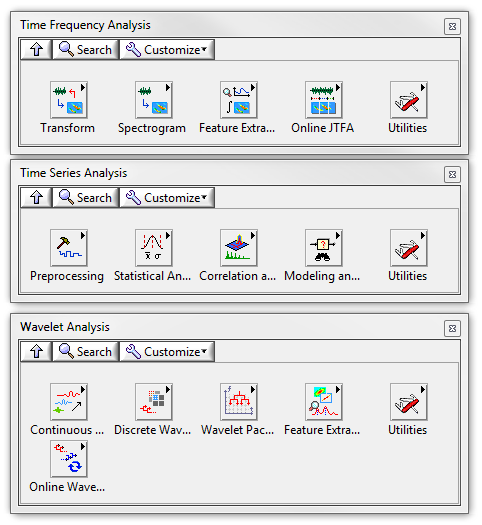 Time Frequency Analysis
Search Customize
Transform Spectrogram Feature Extra... Online JTFA Utilities
Time Series Analysis
Search Customize
x̄ σ
Preprocessing Statistical An... Correlation a... Modeling an... Utilities
Wavelet Analysis
Search Customize
Continuous ... Discrete Wav... Wavelet Pac... Feature Extra... Utilities
Online Wave...